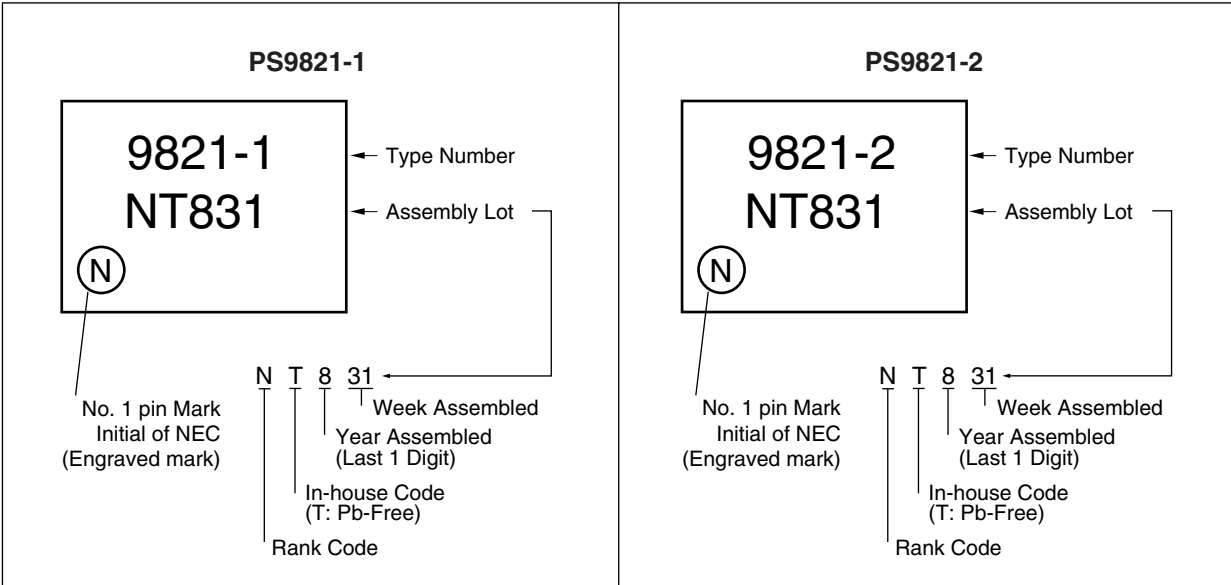 PS9821-1
9821-1
Type Number
NT831
Assembly Lot
N
N T 8 31
No. 1 pin Mark
Initial of NEC
(Engraved mark)
Week Assembled
Year Assembled
(Last 1 Digit)
In-house Code
(T: Pb-Free)
Rank Code
PS9821-2
9821-2
Type Number
NT831
Assembly Lot
N
N T 8 31
No. 1 pin Mark
Initial of NEC
(Engraved mark)
Week Assembled
Year Assembled
(Last 1 Digit)
In-house Code
(T: Pb-Free)
Rank Code